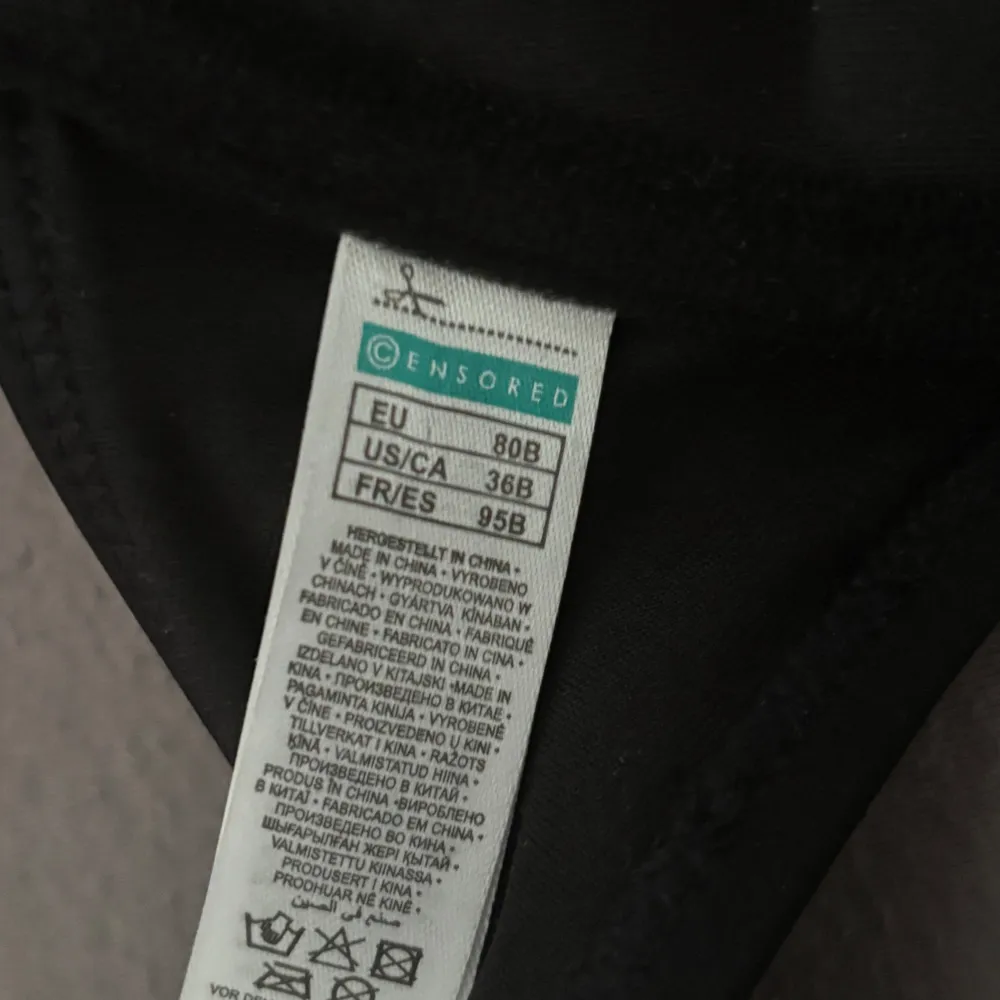 ©ENSORED
EU 80B
US/CA 36B
FR/ES 95B
HERGESTELLT IN CHINA •
MADE IN CHINA • VYROBENO
V ČÍNĚ • WYPRODUKOWANO W
CHINACH • GYÁRTVA KÍNÁBAN •
FABRICADO EN CHINA • FABRIQUÉ
EN CHINE • FABRICATO IN CINA •
GEFABRICEERD IN CHINA •
IZDELANO V KITAJSKI •MADE IN
KINA • ПРОИЗВЕДЕНО В КИТАЕ •
PAGAMINTA KINIJA • VYROBENÉ
V ČÍNE • PROIZVEDENO U KINI •
TILLVERKAT I KINA • RAŽOTS
ĶĪNĀ • VALMISTATUD HIINA •
ПРОИЗВЕДЕНО В КИТАЙ •
PRODUS ÎN CHINA •ВИРОБЛЕНО
В КИТАЇ • FABRICADO EM CHINA •
ПРОИЗВЕДЕНО ВО КИНА •
ШЫҒАРЫЛҒАН ЖЕРІ ҚЫТАЙ •
VALMISTETTU KIINASSA •
PRODUSERT I KINA •
PRODHUAR NË KINË •
صنع في الصين
VOR